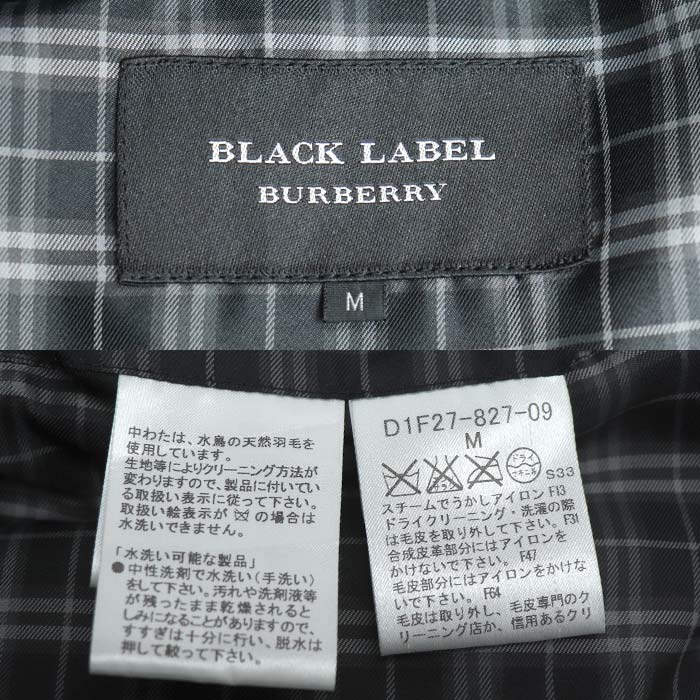 BLACK LABEL
BURBERRY
M
中わたは、水鳥の天然羽毛を
使用しています。
生地等によりクリーニング方法が
変わりますので、製品に付いてい
る取扱い表示に従って下さい。
取扱い絵表示が の場合は
水洗いできません。
「水洗い可能な製品」
●中性洗剤で水洗い(手洗い)
をして下さい。汚れや洗剤液等
が残ったまま乾燥されると
しみになることがありますので、
すすぎは十分に行い、脱水は
押して絞って下さい。
D1F27-827-09
M
ドライ
セキユ系
S33
スチームでうかしアイロン F13
ドライクリーニング・洗濯の際
は毛皮を取り外して下さい。F31
合成皮革部分にはアイロンを
かけないで下さい。F47
毛皮部分にはアイロンをかけな
いで下さい。F64
毛皮は取り外し、毛皮専門のク
リーニング店か、信用あるクリ